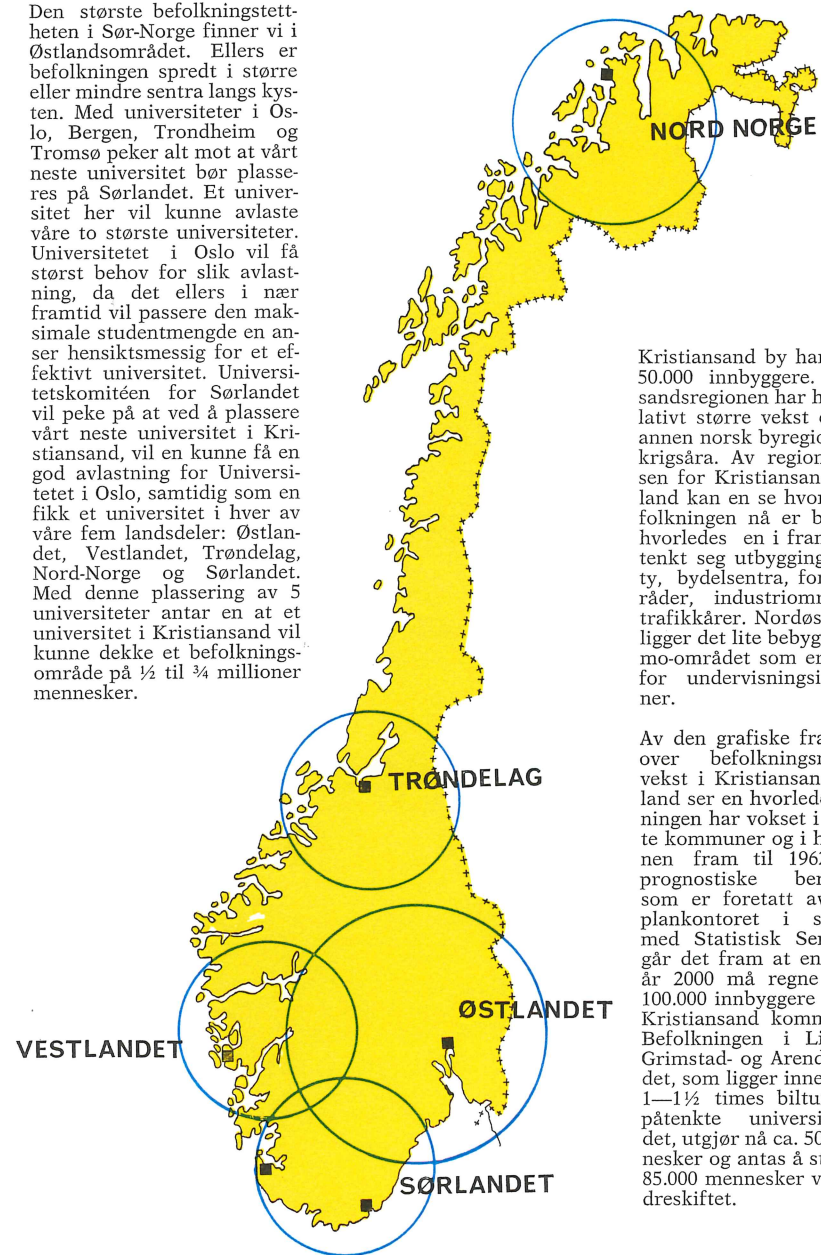 Den største befolkningstett-
heten i Sør-Norge finner vi i
Østlandsområdet. Ellers er
befolkningen spredt i større
eller mindre sentra langs kys-
ten. Med universiteter i Os-
lo, Bergen, Trondheim og
Tromsø peker alt mot at vårt
neste universitet bør plasse-
res på Sørlandet. Et univer-
sitet her vil kunne avlaste
våre to største universiteter.
Universitetet i Oslo vil få
størst behov for slik avlast-
ning, da det ellers i nær
framtid vil passere den mak-
simale studentmengde en an-
ser hensiktsmessig for et ef-
fektivt universitet. Universi-
tetskomitéen for Sørlandet
vil peke på at ved å plassere
vårt neste universitet i Kri-
stiansand, vil en kunne få en
god avlastning for Universi-
tetet i Oslo, samtidig som en
fikk et universitet i hver av
våre fem landsdeler: Østlan-
det, Vestlandet, Trøndelag,
Nord-Norge og Sørlandet.
Med denne plassering av 5
universiteter antar en at et
universitet i Kristiansand vil
kunne dekke et befolknings-
område på ½ til ¾ millioner
mennesker.
NORD NORGE
TRØNDELAG
ØSTLANDET
VESTLANDET
SØRLANDET
Kristiansand by har
50.000 innbyggere.
sandsregionen har h
lativt større vekst
annen norsk byregio
krigsåra. Av region
sen for Kristiansan
land kan en se hvor
folkningen nå er b
hvorledes en i fran
tenkt seg utbygging
ty, bydelsentra, for
råder, industriomr
trafikkårer. Nordøs
ligger det lite bebyg
mo-området som er
for undervisningsi
ner.
Av den grafiske fra
over befolkningsn
vekst i Kristiansan
land ser en hvorled
ningen har vokset i
te kommuner og i h
nen fram til 1962
prognostiske ber
som er foretatt av
plankontoret i s
med Statistisk Ser
går det fram at en
år 2000 må regne
100.000 innbyggere
Kristiansand komm
Befolkningen i Li
Grimstad- og Arend
det, som ligger inne
1—1½ times biltu
påtenkte universi
det, utgjør nå ca. 50
nesker og antas å st
85.000 mennesker v
dreskiftet.